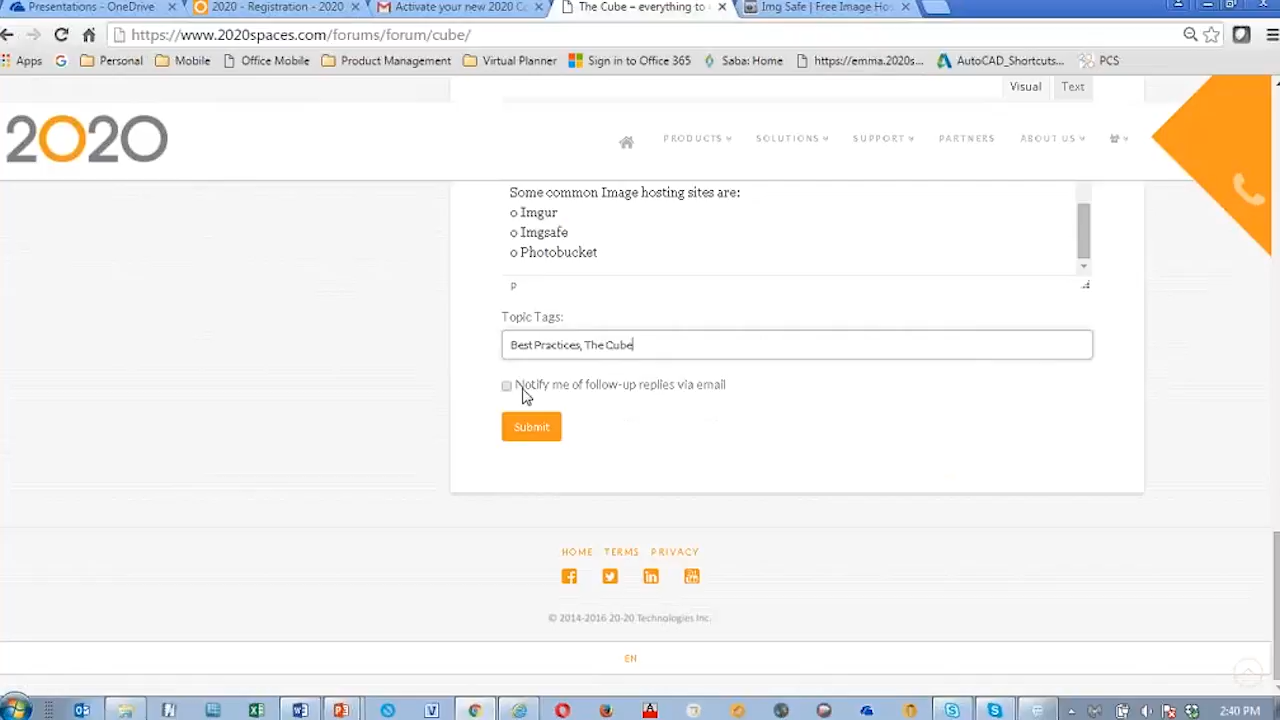 Presentations - OneDrive
2020 - Registration - 2020
Activate your new 2020 Co
The Cube – everything to
Img Safe | Free Image Hos
https://www.2020spaces.com/forums/forum/cube/
Apps
Personal
Mobile
Office Mobile
Product Management
Virtual Planner
Sign in to Office 365
Saba: Home
https://emma.2020s...
AutoCAD_Shortcuts...
PCS
Visual
Text
2020
PRODUCTS
SOLUTIONS
SUPPORT
PARTNERS
ABOUT US
Some common Image hosting sites are:
o Imgur
o Imgsafe
o Photobucket
p
Topic Tags:
Best Practices, The Cube
Notify me of follow-up replies via email
Submit
HOME TERMS PRIVACY
© 2014-2016 20-20 Technologies Inc.
EN
2:40 PM